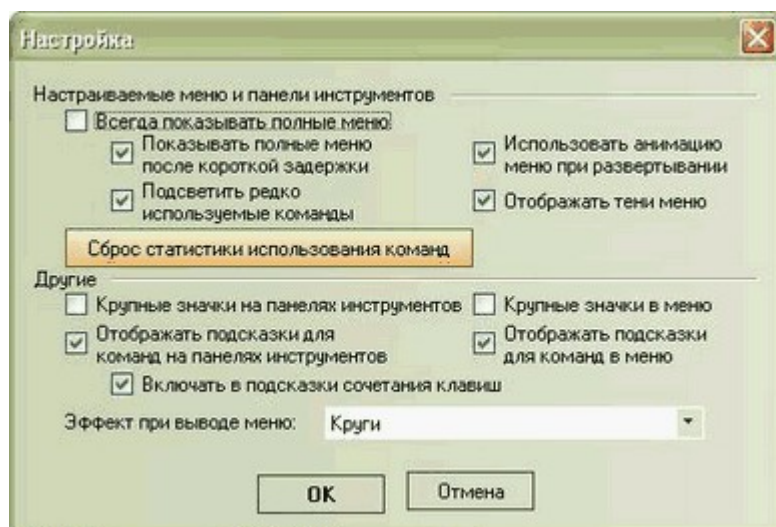 Настройка
Настраиваемые меню и панели инструментов
Всегда показывать полные меню
Показывать полные меню
после короткой задержки
Использовать анимацию
меню при развертывании
Подсветить редко
используемые команды
Отображать тени меню
Сброс статистики использования команд
Другие
Крупные значки на панелях инструментов
Крупные значки в меню
Отображать подсказки для
команд на панелях инструментов
Отображать подсказки
для команд в меню
Включать в подсказки сочетания клавиш
Эффект при выводе меню:
Круги
OK
Отмена